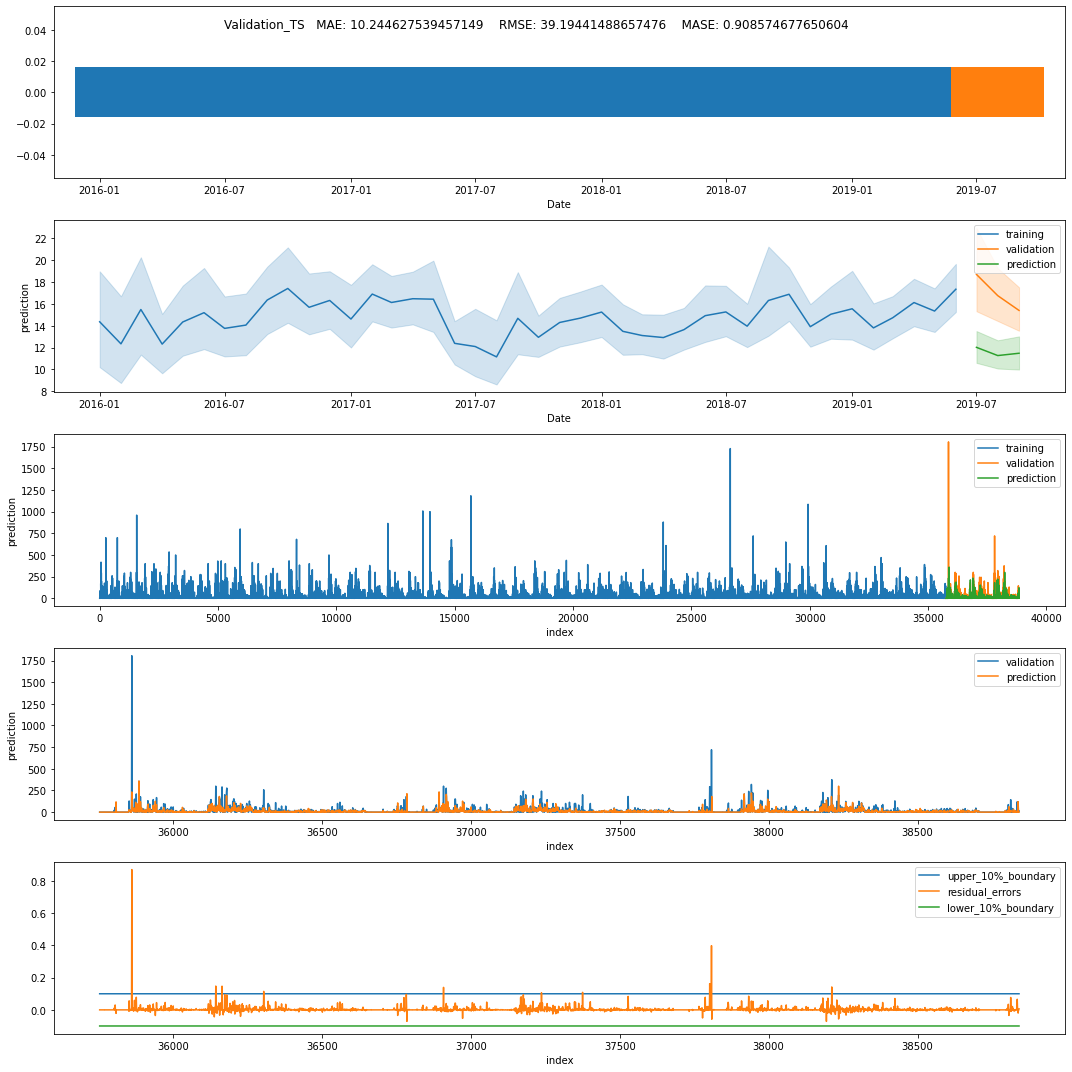 Validation_TS   MAE: 10.244627539457149    RMSE: 39.19441488657476    MASE: 0.908574677650604
0.04
0.02
0.00
−0.02
−0.04
2016-01 2016-07 2017-01 2017-07 2018-01 2018-07 2019-01 2019-07
Date
training
validation
prediction
22
20
18
16
14
12
10
8
prediction
2016-01 2016-07 2017-01 2017-07 2018-01 2018-07 2019-01 2019-07
Date
training
validation
prediction
1750
1500
1250
1000
750
500
250
0
prediction
0 5000 10000 15000 20000 25000 30000 35000 40000
index
validation
prediction
1750
1500
1250
1000
750
500
250
0
prediction
36000 36500 37000 37500 38000 38500
index
upper_10%_boundary
residual_errors
lower_10%_boundary
0.8
0.6
0.4
0.2
0.0
36000 36500 37000 37500 38000 38500
index